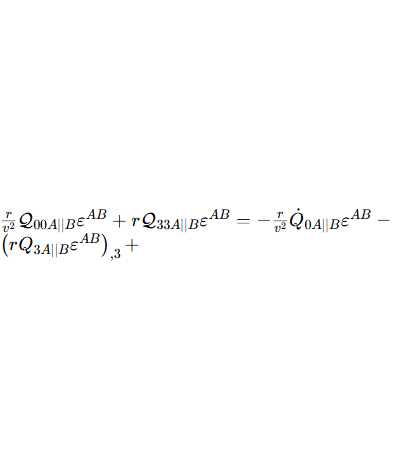 $\frac{r}{v^2}\mathcal{Q}_{00A||B}\varepsilon^{AB} + r\mathcal{Q}_{33A||B}\varepsilon^{AB} = -\frac{r}{v^2}\dot{Q}_{0A||B}\varepsilon^{AB} -$
$\left(rQ_{3A||B}\varepsilon^{AB}\right)_{,3} +$